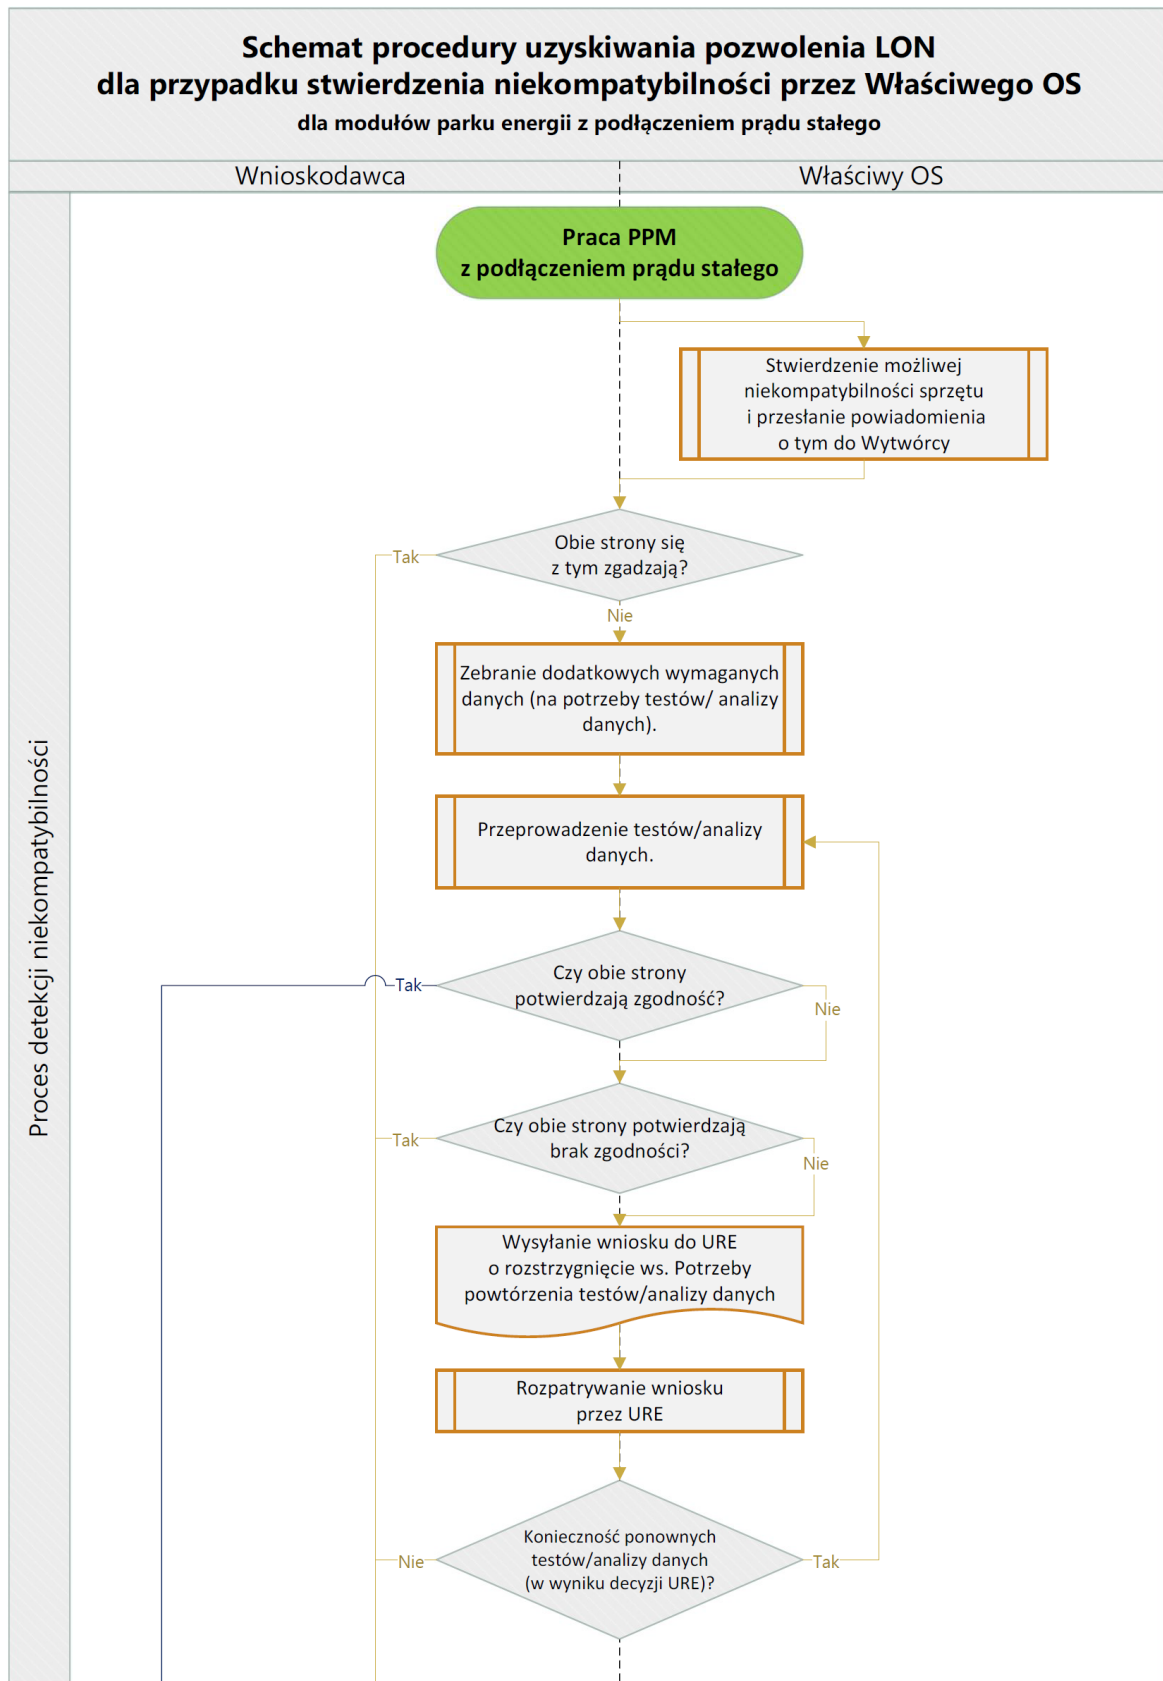 Schemat procedury uzyskiwania pozwolenia LON
dla przypadku stwierdzenia niekompatybilności przez Właściwego OS
dla modułów parku energii z podłączeniem prądu stałego
Wnioskodawca
Właściwy OS
Proces detekcji niekompatybilności
Praca PPM
z podłączeniem prądu stałego
Stwierdzenie możliwej
niekompatybilności sprzętu
i przesłanie powiadomienia
o tym do Wytwórcy
Obie strony się
z tym zgadzają?
Tak
Nie
Zebranie dodatkowych wymaganych
danych (na potrzeby testów/ analizy
danych).
Przeprowadzenie testów/analizy
danych.
Czy obie strony
potwierdzają zgodność?
Tak
Nie
Czy obie strony potwierdzają
brak zgodności?
Tak
Nie
Wysyłanie wniosku do URE
o rozstrzygnięcie ws. Potrzeby
powtórzenia testów/analizy danych
Rozpatrywanie wniosku
przez URE
Konieczność ponownych
testów/analizy danych
(w wyniku decyzji URE)?
Nie
Tak